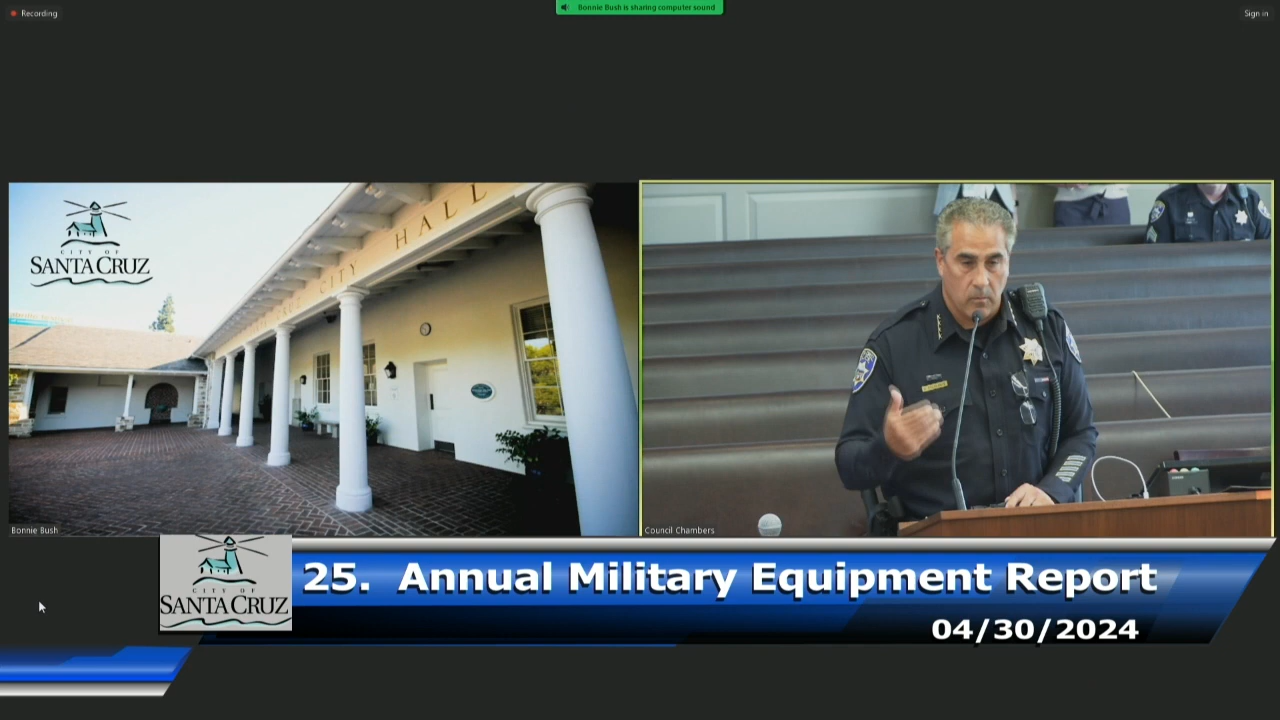 Recording
Bonnie Bush is sharing computer sound
Sign in
CITY OF
SANTA CRUZ
CITY HALL
Bonnie Bush
Council Chambers
CITY OF
SANTA CRUZ
25. Annual Military Equipment Report
04/30/2024